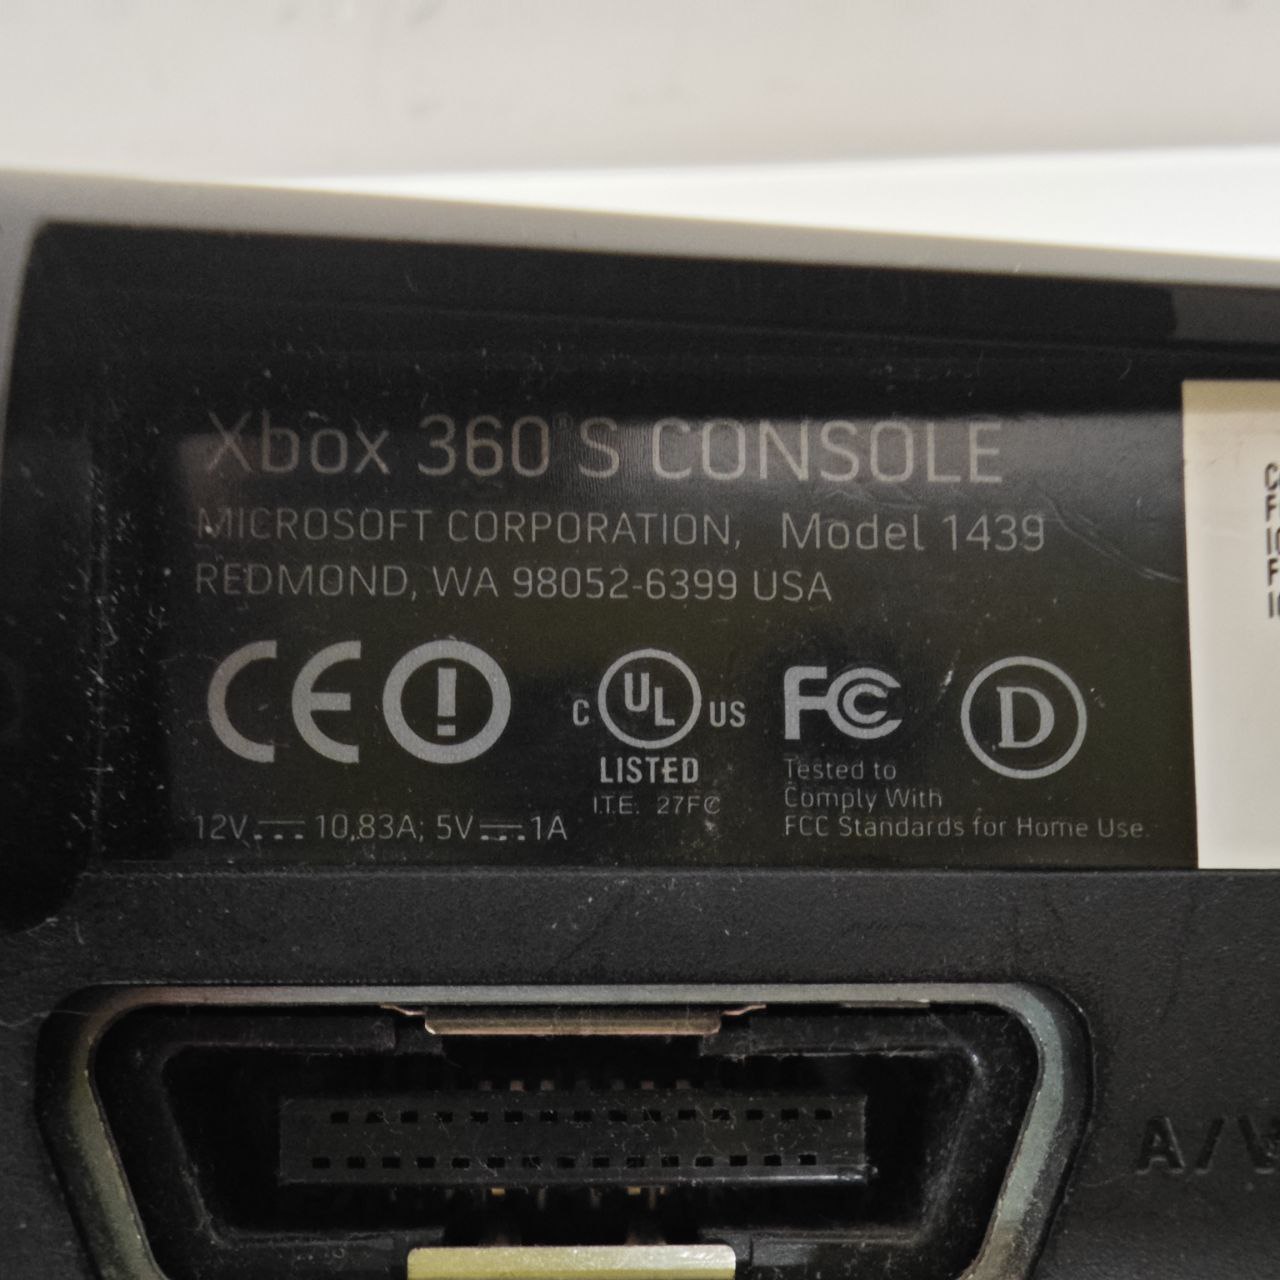 Xbox 360® S CONSOLE
MICROSOFT CORPORATION, Model 1439
REDMOND, WA 98052-6399 USA
CE
C UL US
LISTED
I.T.E. 27FC
FC
Tested to
Comply With
FCC Standards for Home Use.
D
12V⎓10,83A; 5V⎓1A
A/V